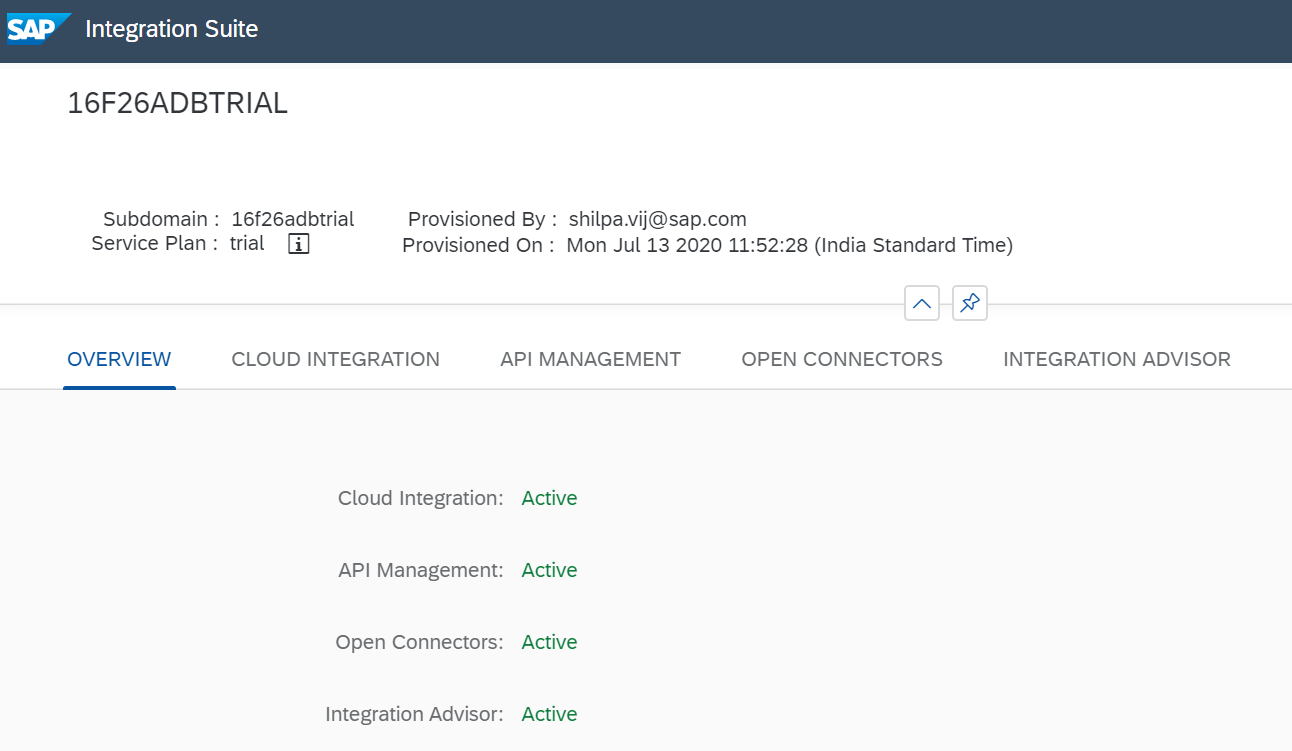 SAP Integration Suite
16F26ADBTRIAL
Subdomain : 16f26adbtrial Provisioned By : shilpa.vij@sap.com
Service Plan : trial Provisioned On : Mon Jul 13 2020 11:52:28 (India Standard Time)
OVERVIEW CLOUD INTEGRATION API MANAGEMENT OPEN CONNECTORS INTEGRATION ADVISOR
Cloud Integration: Active
API Management: Active
Open Connectors: Active
Integration Advisor: Active